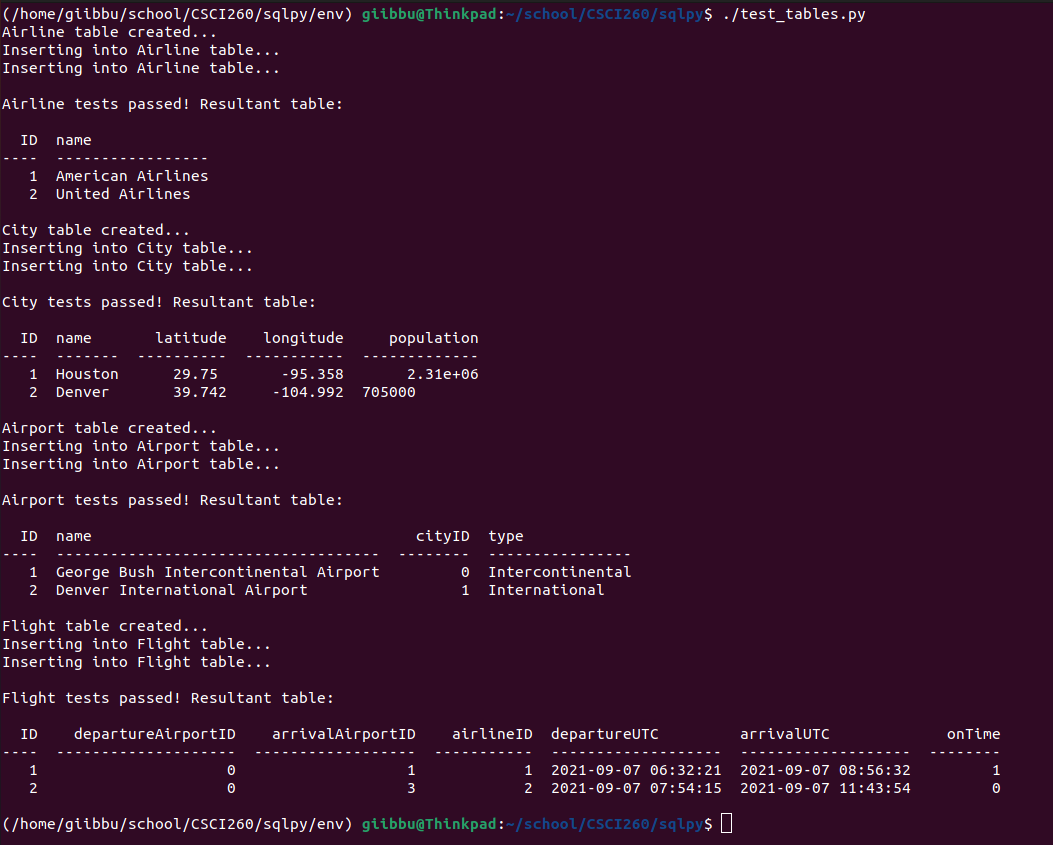 (/home/giibbu/school/CSCI260/sqlpy/env) giibbu@Thinkpad:~/school/CSCI260/sqlpy$ ./test_tables.py
Airline table created...
Inserting into Airline table...
Inserting into Airline table...

Airline tests passed! Resultant table:

  ID  name
----  -----------------
   1  American Airlines
   2  United Airlines

City table created...
Inserting into City table...
Inserting into City table...

City tests passed! Resultant table:

  ID  name       latitude    longitude     population
----  -------  ----------  -----------  -------------
   1  Houston      29.75       -95.358       2.31e+06
   2  Denver       39.742     -104.992  705000

Airport table created...
Inserting into Airport table...
Inserting into Airport table...

Airport tests passed! Resultant table:

  ID  name                                    cityID  type
----  ------------------------------------  --------  ----------------
   1  George Bush Intercontinental Airport         0  Intercontinental
   2  Denver International Airport                 1  International

Flight table created...
Inserting into Flight table...
Inserting into Flight table...

Flight tests passed! Resultant table:

  ID    departureAirportID    arrivalAirportID    airlineID  departureUTC         arrivalUTC             onTime
----  --------------------  ------------------  -----------  -------------------  -------------------  --------
   1                     0                   1            1  2021-09-07 06:32:21  2021-09-07 08:56:32         1
   2                     0                   3            2  2021-09-07 07:54:15  2021-09-07 11:43:54         0

(/home/giibbu/school/CSCI260/sqlpy/env) giibbu@Thinkpad:~/school/CSCI260/sqlpy$